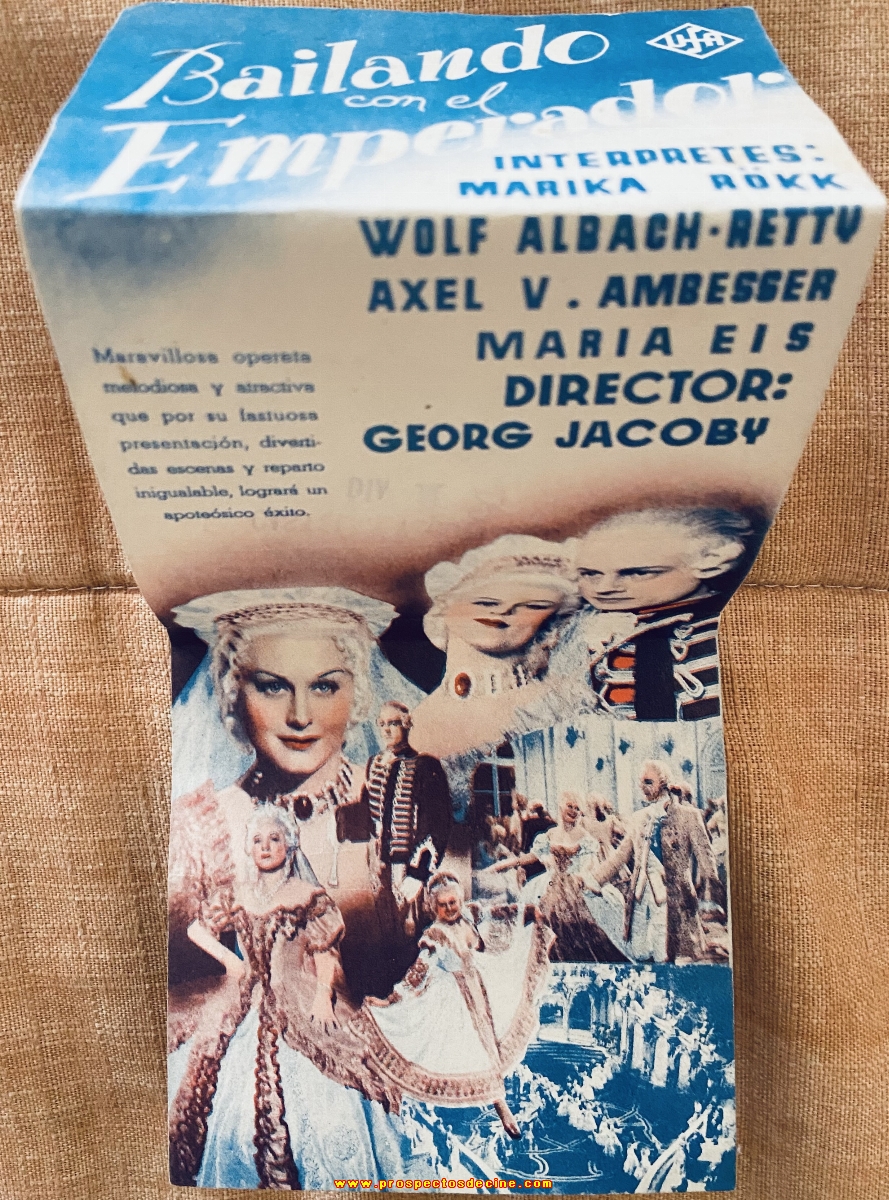 Bailando
UFA
con el
Emperador
INTERPRETES:
MARIKA RÖKK
WOLF ALBACH-RETTY
AXEL V. AMBESSER
MARIA EIS
DIRECTOR:
GEORG JACOBY
Maravillosa opereta
melodiosa y atractiva
que por su fastuosa
presentación, diverti-
das escenas y reparto
inigualable, logrará un
apoteósico éxito.
www.prospectosdecine.com